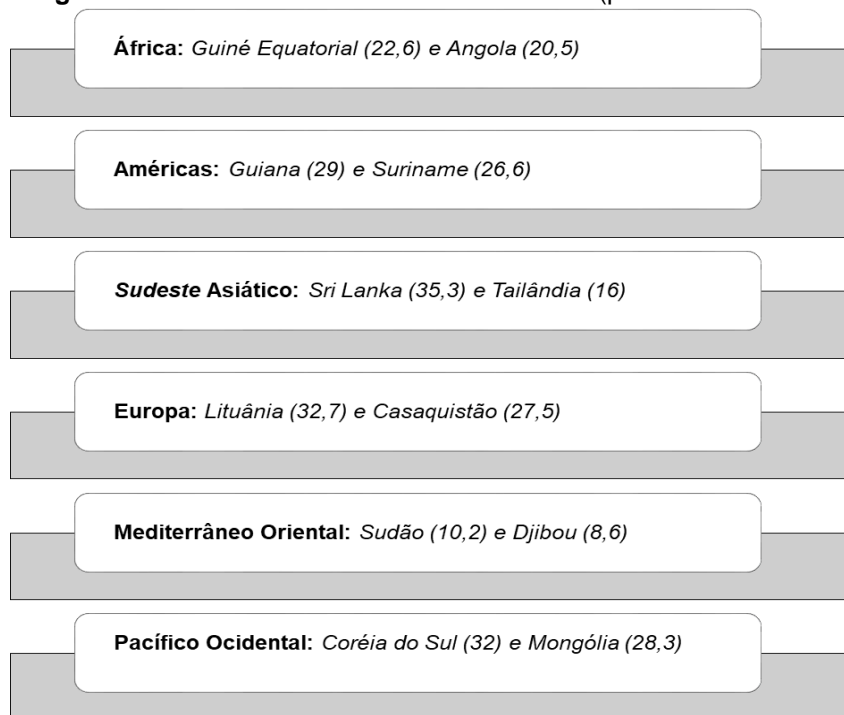 África: Guiné Equatorial (22,6) e Angola (20,5)
Américas: Guiana (29) e Suriname (26,6)
Sudeste Asiático: Sri Lanka (35,3) e Tailândia (16)
Europa: Lituânia (32,7) e Casaquistão (27,5)
Mediterrâneo Oriental: Sudão (10,2) e Djibou (8,6)
Pacífico Ocidental: Coréia do Sul (32) e Mongólia (28,3)